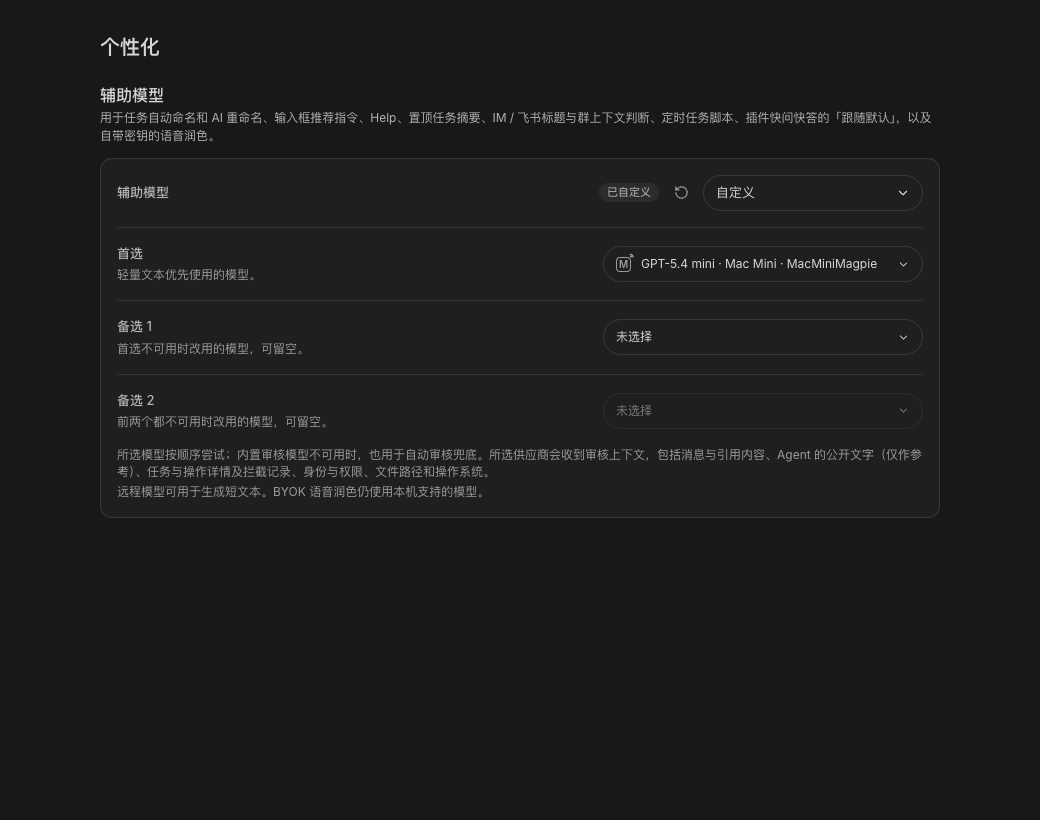 个性化
辅助模型
用于任务自动命名和 AI 重命名、输入框推荐指令、Help、置顶任务摘要、IM / 飞书标题与群上下文判断、定时任务脚本、插件快问快答的「跟随默认」，以及
自带密钥的语音润色。
辅助模型
已自定义
自定义
首选
轻量文本优先使用的模型。
M
GPT-5.4 mini · Mac Mini · MacMiniMagpie
备选 1
首选不可用时改用的模型，可留空。
未选择
备选 2
前两个都不可用时改用的模型，可留空。
未选择
所选模型按顺序尝试；内置审核模型不可用时，也用于自动审核兜底。所选供应商会收到审核上下文，包括消息与引用内容、Agent 的公开文字（仅作参
考）、任务与操作详情及拦截记录、身份与权限、文件路径和操作系统。
远程模型可用于生成短文本。BYOK 语音润色仍使用本机支持的模型。